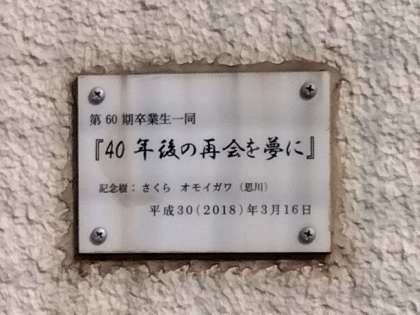 第60期卒業生一同
『40年後の再会を夢に』
記念樹：さくら オモイガワ（思川）
平成30(2018)年3月16日